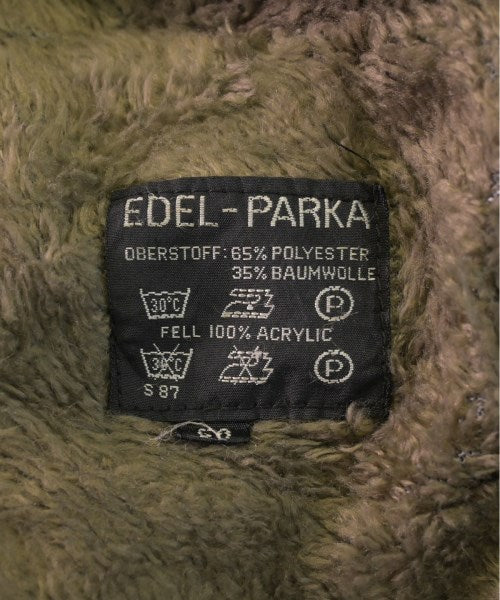 EDEL-PARKA
OBERSTOFF: 65% POLYESTER
35% BAUMWOLLE
30°C P
FELL 100% ACRYLIC
30°C P
S 87